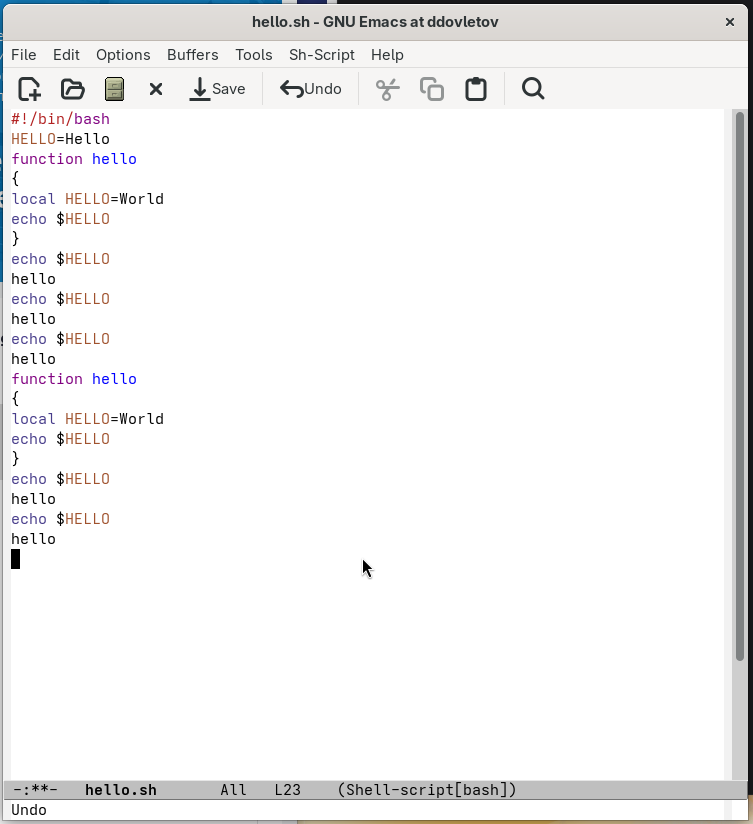 hello.sh - GNU Emacs at ddovletov
File Edit Options Buffers Tools Sh-Script Help
Save Undo
#!/bin/bash
HELLO=Hello
function hello
{
local HELLO=World
echo $HELLO
}
echo $HELLO
hello
echo $HELLO
hello
echo $HELLO
hello
function hello
{
local HELLO=World
echo $HELLO
}
echo $HELLO
hello
echo $HELLO
hello
-:**- hello.sh All L23 (Shell-script[bash])
Undo